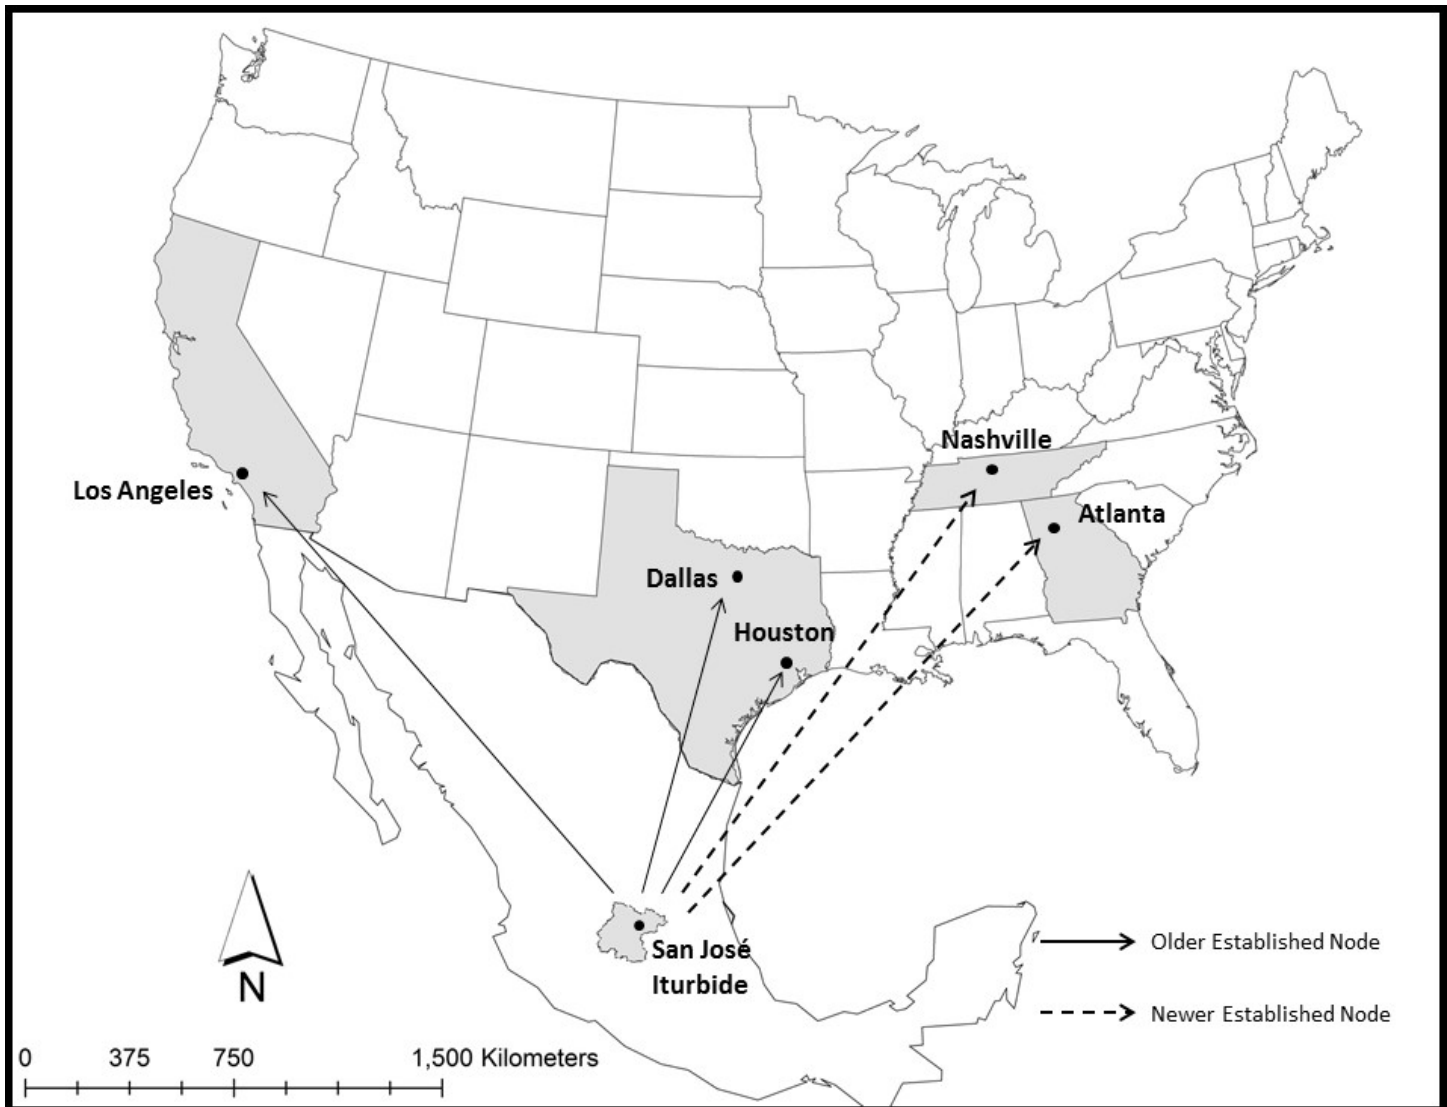 Nashville
Los Angeles
Atlanta
Dallas
Houston
San José
Iturbide
N
Older Established Node
Newer Established Node
0 375 750 1,500 Kilometers